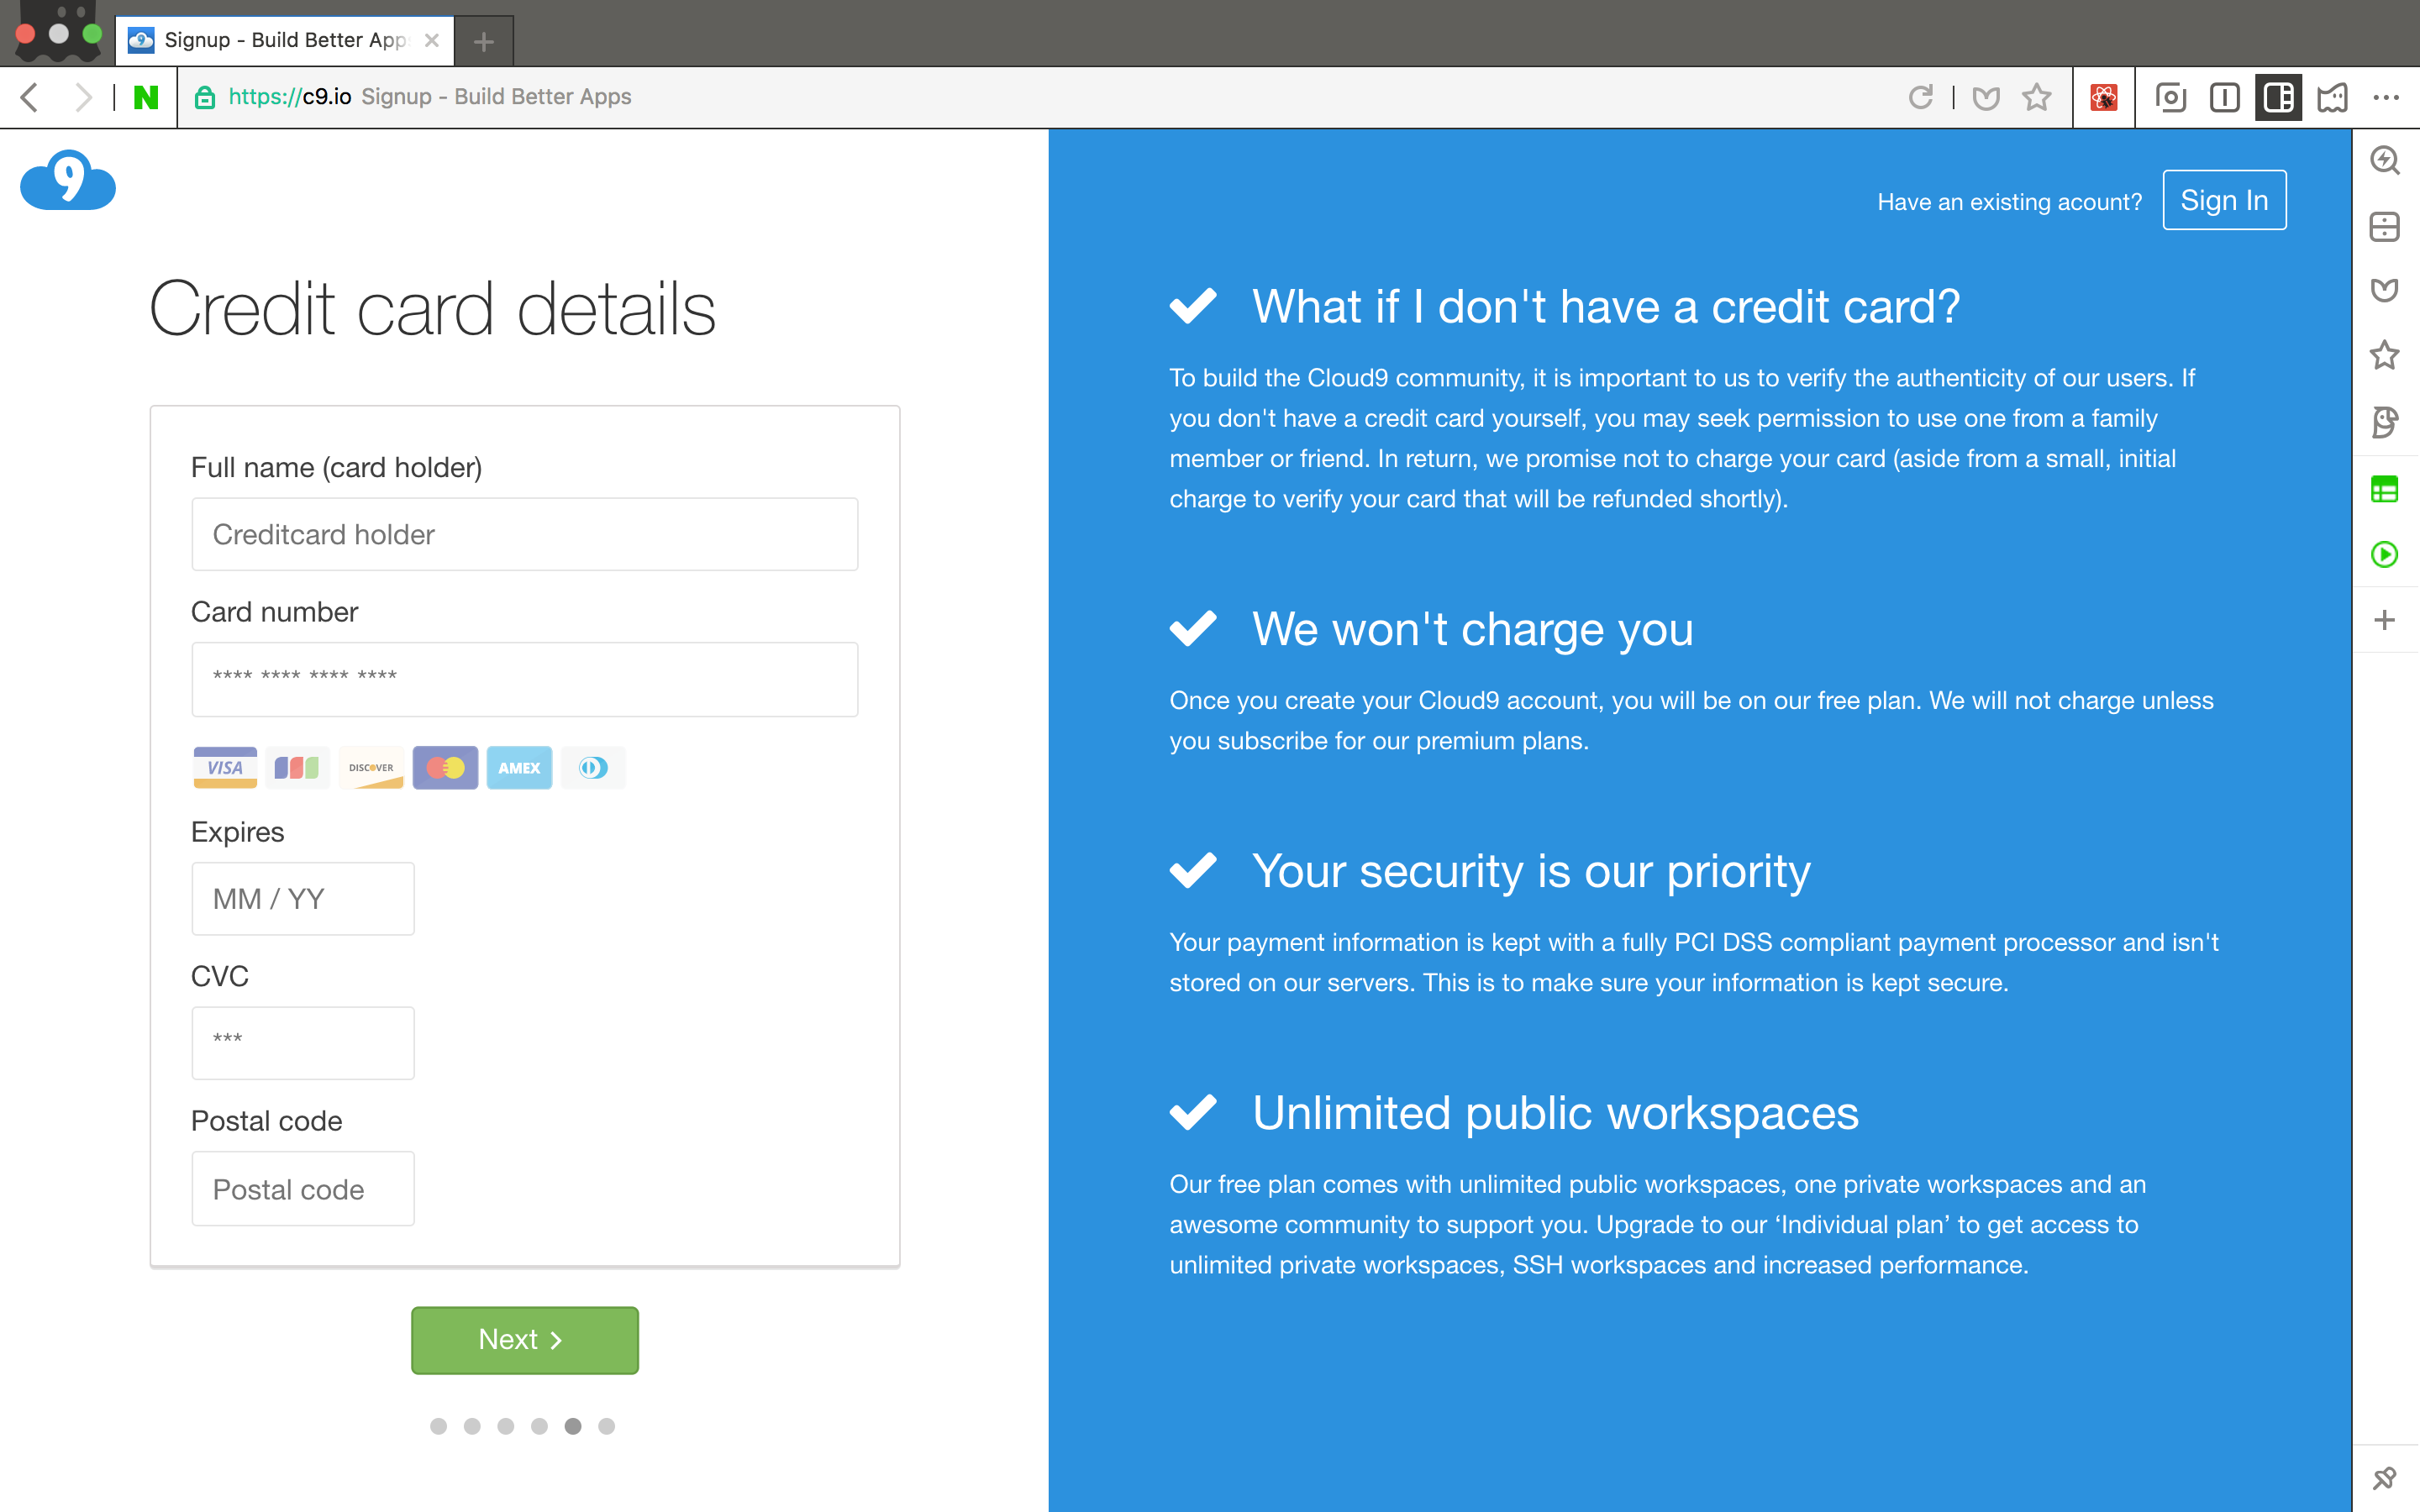 Signup - Build Better App
https://c9.io Signup - Build Better Apps
9
Have an existing acount? Sign In
Credit card details
Full name (card holder)
Creditcard holder
Card number
**** **** **** ****
VISA DISCOVER AMEX
Expires
MM / YY
CVC
***
Postal code
Postal code
Next
What if I don't have a credit card?
To build the Cloud9 community, it is important to us to verify the authenticity of our users. If
you don't have a credit card yourself, you may seek permission to use one from a family
member or friend. In return, we promise not to charge your card (aside from a small, initial
charge to verify your card that will be refunded shortly).
We won't charge you
Once you create your Cloud9 account, you will be on our free plan. We will not charge unless
you subscribe for our premium plans.
Your security is our priority
Your payment information is kept with a fully PCI DSS compliant payment processor and isn't
stored on our servers. This is to make sure your information is kept secure.
Unlimited public workspaces
Our free plan comes with unlimited public workspaces, one private workspaces and an
awesome community to support you. Upgrade to our ‘Individual plan’ to get access to
unlimited private workspaces, SSH workspaces and increased performance.